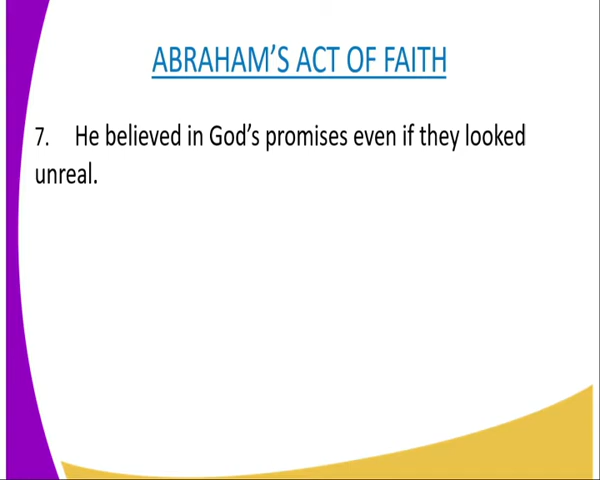 ABRAHAM’S ACT OF FAITH
7. He believed in God’s promises even if they looked
unreal.